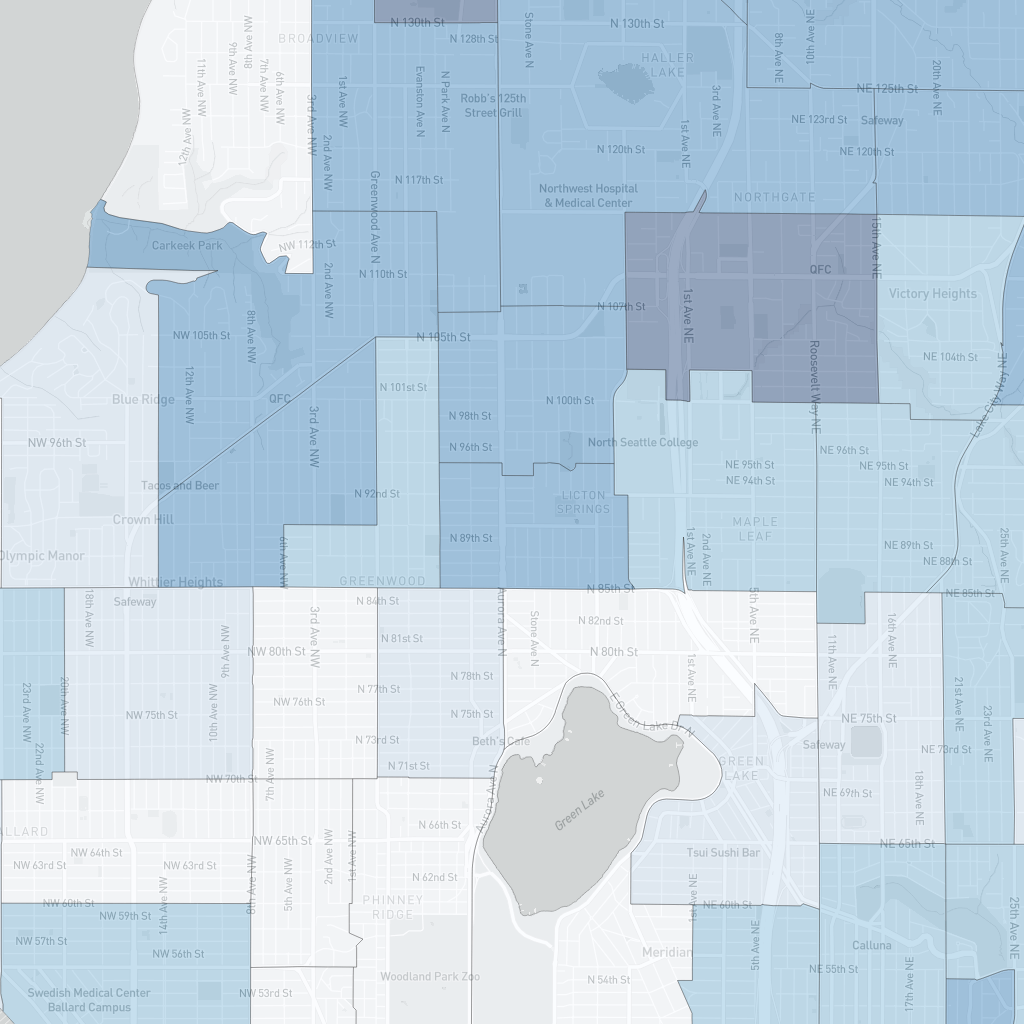 N 130th St
N 130th St
BROADVIEW
N 128th St
8th Ave NW
9th Ave NW
7th Ave NW
6th Ave NW
11th Ave NW
12th Ave NW
3rd Ave NW
1st Ave NW
2nd Ave NW
Evanston Ave N
N Park Ave N
Stone Ave N
HALLER
LAKE
Robb's 125th
Street Grill
3rd Ave NE
8th Ave NE
10th Ave NE
20th Ave NE
NE 125th St
NE 123rd St
Safeway
N 120th St
1st Ave NE
NE 120th St
N 117th St
Greenwood Ave N
Northwest Hospital
& Medical Center
NORTHGATE
Carkeek Park
NW 112th St
N 110th St
2nd Ave NW
15th Ave NE
QFC
Victory Heights
N 107th St
1st Ave NE
NW 105th St
8th Ave NW
N 105th St
Roosevelt Way NE
NE 104th St
Lake City Way NE
Blue Ridge
12th Ave NW
QFC
3rd Ave NW
N 101st St
N 100th St
N 98th St
NW 96th St
N 96th St
North Seattle College
NE 96th St
NE 95th St
NE 95th St
NE 94th St
NE 94th St
Tacos and Beer
N 92nd St
LICTON
SPRINGS
Crown Hill
MAPLE
LEAF
N 89th St
NE 89th St
NE 88th St
25th Ave NE
1st Ave NE
2nd Ave NE
Olympic Manor
6th Ave NW
Whittier Heights
GREENWOOD
N 85th St
NE 85th St
Safeway
18th Ave NW
N 84th St
Aurora Ave N
Stone Ave N
N 82nd St
5th Ave NE
11th Ave NE
16th Ave NE
9th Ave NW
3rd Ave NW
N 81st St
NW 80th St
N 80th St
1st Ave NE
N 78th St
23rd Ave NW
20th Ave NW
10th Ave NW
N 77th St
NW 76th St
NW 75th St
N 75th St
E Green Lake Dr N
NE 75th St
21st Ave NE
23rd Ave NE
22nd Ave NW
N 73rd St
Beth's Cafe
Safeway
NE 73rd St
7th Ave NW
N 71st St
GREEN
LAKE
NW 70th St
18th Ave NE
NE 69th St
Aurora Ave N
Green Lake
N 66th St
NW 65th St
NE 65th St
NW 64th St
NW 63rd St
NW 63rd St
2nd Ave NW
1st Ave NW
5th Ave NW
8th Ave NW
14th Ave NW
N 62nd St
Tsui Sushi Bar
NW 60th St
NE 60th St
1st Ave NE
PHINNEY
RIDGE
NW 59th St
NW 57th St
NW 56th St
5th Ave NE
Calluna
25th Ave NE
Meridian
NE 55th St
17th Ave NE
Woodland Park Zoo
N 54th St
NW 53rd St
Swedish Medical Center
Ballard Campus